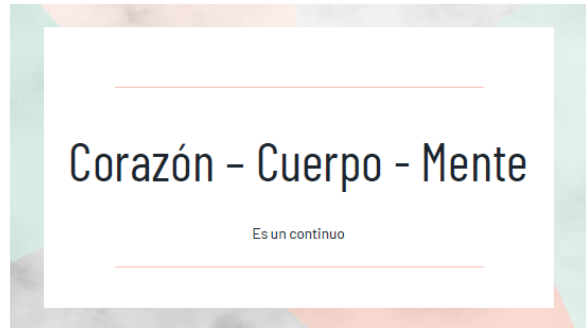 Corazón – Cuerpo - Mente
Es un continuo